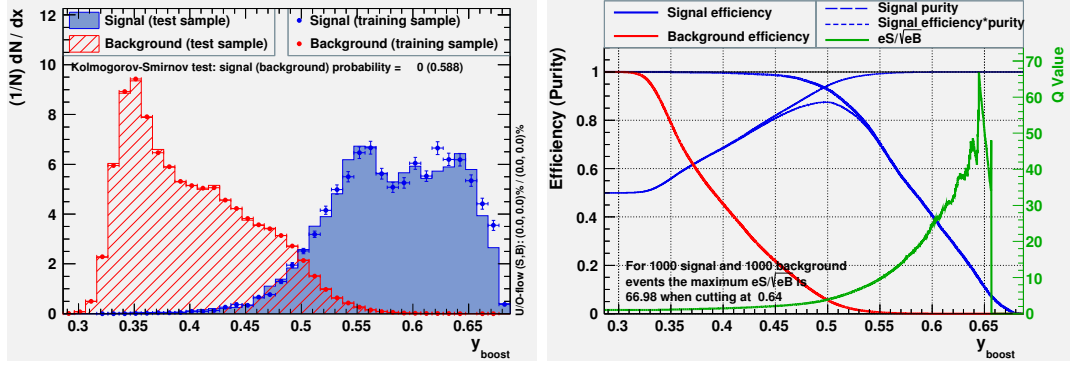 Signal (test sample)
Background (test sample)
Signal (training sample)
Background (training sample)
Kolmogorov-Smirnov test: signal (background) probability = 0 (0.588)
(1/N) dN / dx
12
10
8
6
4
2
0
0.3 0.35 0.4 0.45 0.5 0.55 0.6 0.65
y_boost
U/O-flow (S,B): (0.0, 0.0)% / (0.0, 0.0)%
Signal efficiency
Background efficiency
Signal purity
Signal efficiency*purity
eS/√eB
Efficiency (Purity)
1
0.8
0.6
0.4
0.2
0
For 1000 signal and 1000 background
events the maximum eS/√eB is
66.98 when cutting at 0.64
0.3 0.35 0.4 0.45 0.5 0.55 0.6 0.65
y_boost
70
60
50
40
30
20
10
0
Q Value